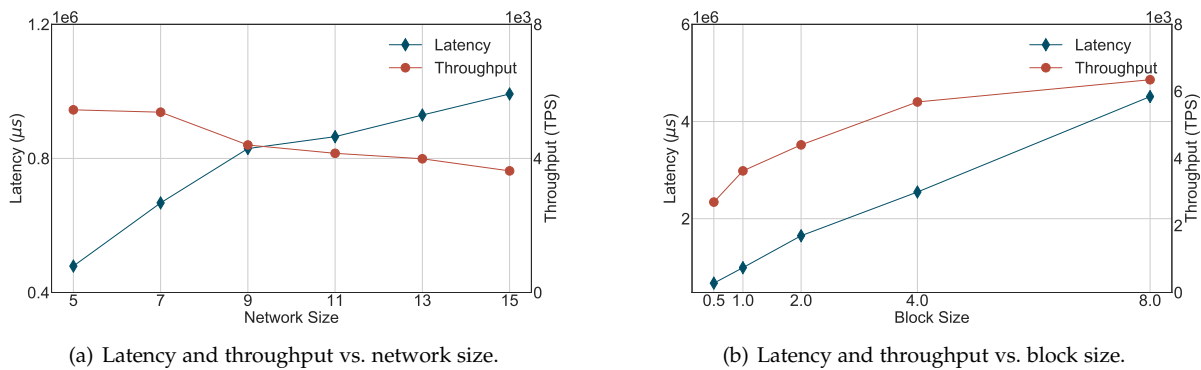 1e6
1e3
1.2
8
Latency
Throughput
Latency (μs)
0.8
4
Throughput (TPS)
0.4
0
5 7 9 11 13 15
Network Size
(a) Latency and throughput vs. network size.
1e6
1e3
6
8
Latency
Throughput
6
4
Latency (μs)
4
Throughput (TPS)
2
2
0
0.5 1.0 2.0 4.0 8.0
Block Size
(b) Latency and throughput vs. block size.